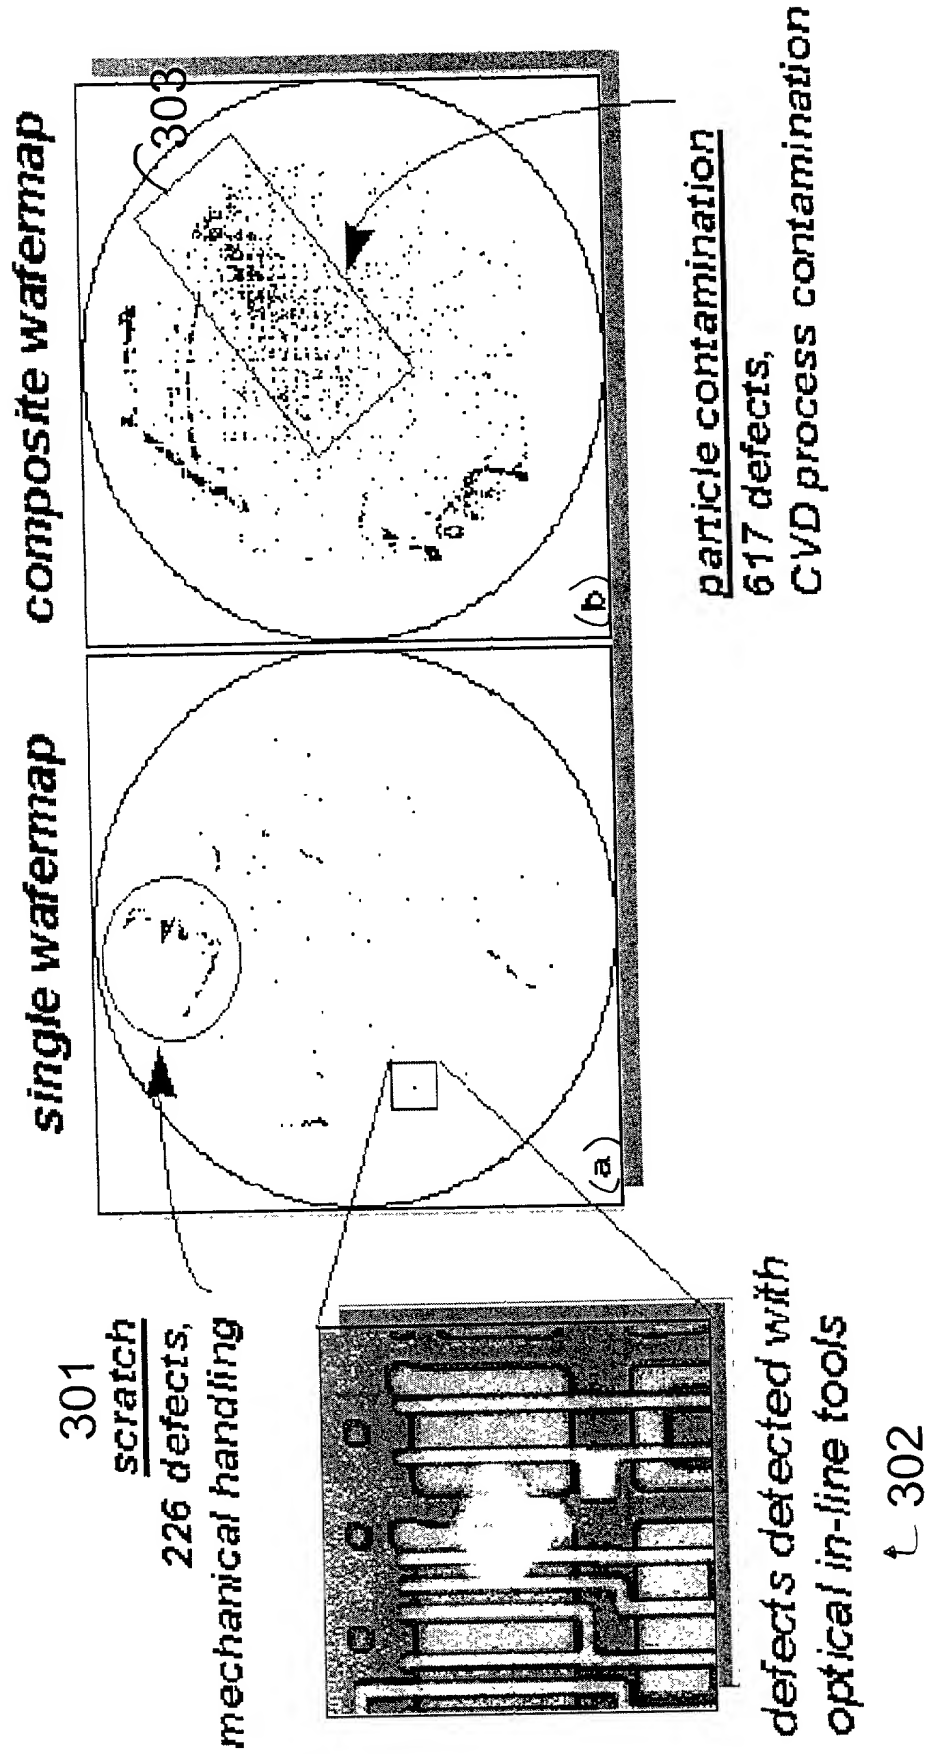 single wafermap
composite wafermap
301
scratch
226 defects,
mechanical handling
303
(a)
(b)
defects detected with
optical in-line tools
302
particle contamination
617 defects,
CVD process contamination